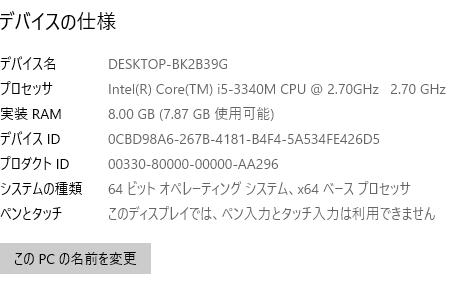 デバイスの仕様
デバイス名 DESKTOP-BK2B39G
プロセッサ Intel(R) Core(TM) i5-3340M CPU @ 2.70GHz 2.70 GHz
実装 RAM 8.00 GB (7.87 GB 使用可能)
デバイス ID 0CBD98A6-267B-4181-B4F4-5A534FE426D5
プロダクト ID 00330-80000-00000-AA296
システムの種類 64 ビット オペレーティング システム、x64 ベース プロセッサ
ペンとタッチ このディスプレイでは、ペン入力とタッチ入力は利用できません
この PC の名前を変更